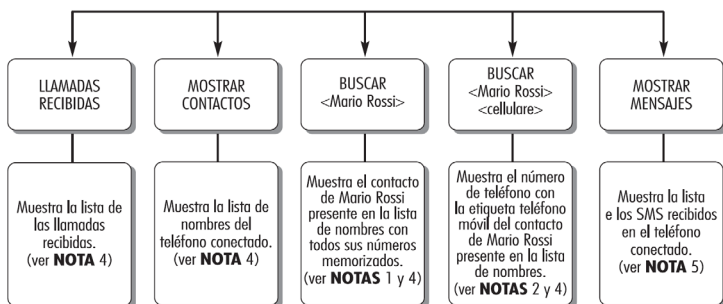 LLAMADAS
RECIBIDAS
MOSTRAR
CONTACTOS
BUSCAR
<Mario Rossi>
BUSCAR
<Mario Rossi>
<cellulare>
MOSTRAR
MENSAJES
Muestra la lista de
las llamadas
recibidas.
(ver NOTA 4)
Muestra la lista de
nombres del
teléfono conectado.
(ver NOTA 4)
Muestra el contacto
de Mario Rossi
presente en la lista
de nombres con
todos sus números
memorizados.
(ver NOTAS 1 y 4)
Muestra el número
de teléfono con
la etiqueta teléfono
móvil del contacto
de Mario Rossi
presente en la lista
de nombres.
(ver NOTAS 2 y 4)
Muestra la lista
e los SMS recibidos
en el teléfono
conectado.
(ver NOTA 5)